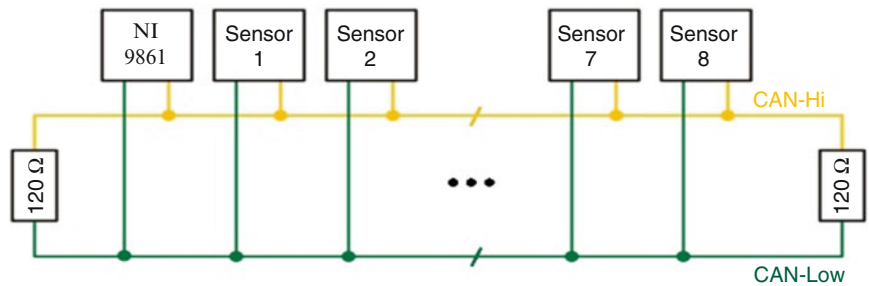 NI
9861
Sensor
1
Sensor
2
Sensor
7
Sensor
8
CAN-Hi
120 Ω
120 Ω
CAN-Low